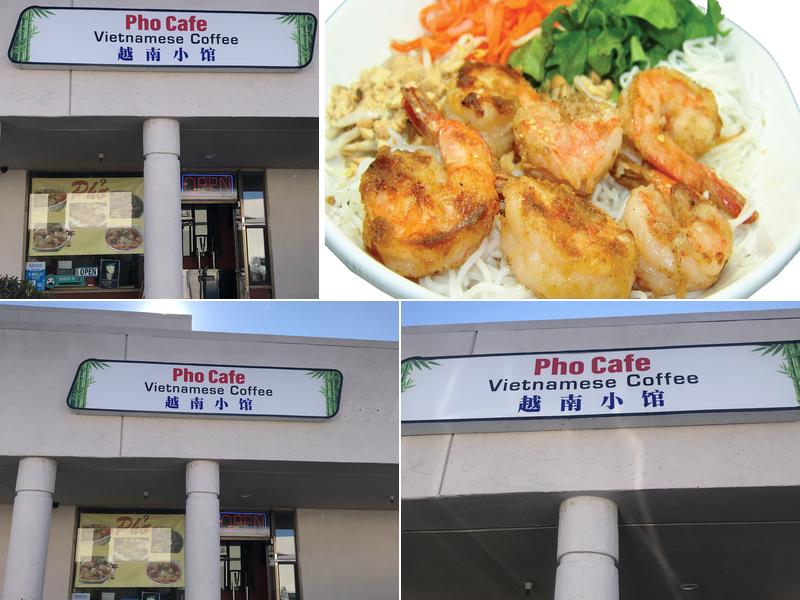 Pho Cafe
Vietnamese Coffee
越南小馆
Phở
OPEN
OPEN
Pho Cafe
Vietnamese Coffee
越南小馆
Phở
OPEN
Pho Cafe
Vietnamese Coffee
越南小馆